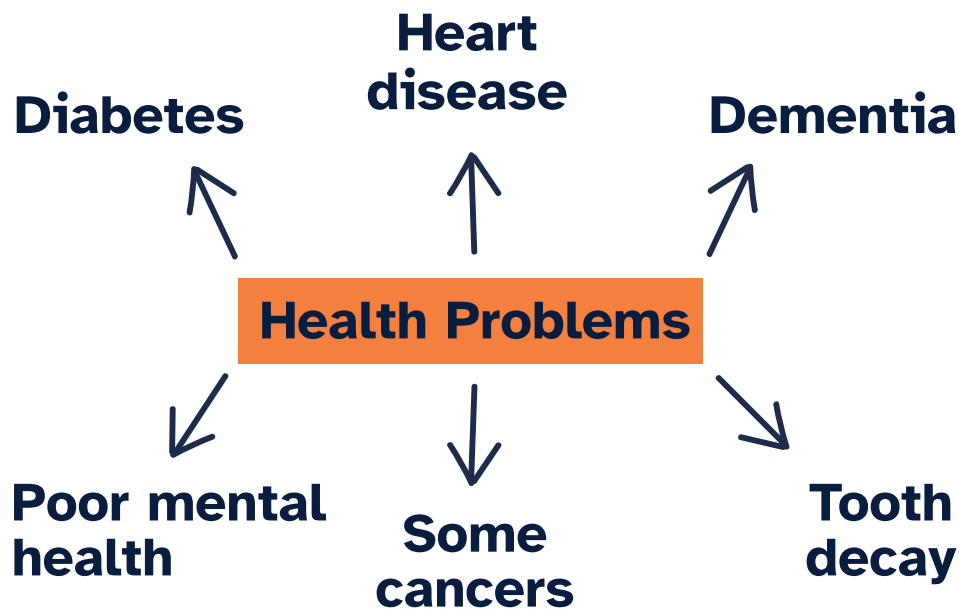 Heart
disease
Diabetes
Dementia
Health Problems
Poor mental
health
Some
cancers
Tooth
decay